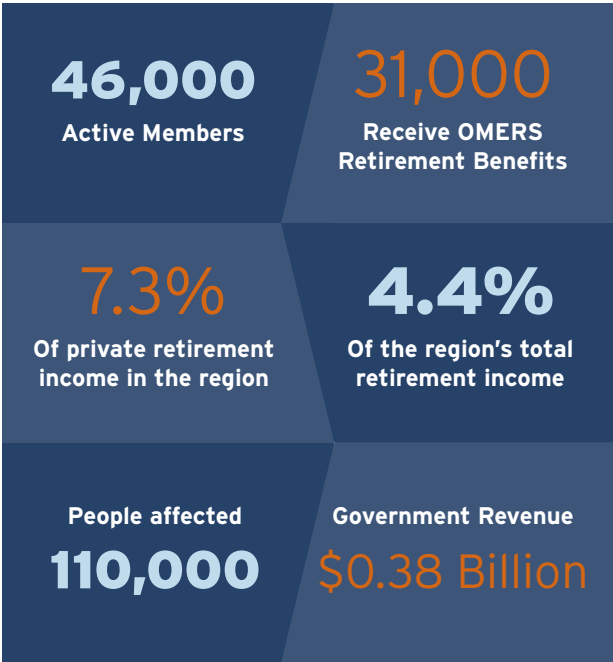 46,000
Active Members
31,000
Receive OMERS
Retirement Benefits
7.3%
Of private retirement
income in the region
4.4%
Of the region's total
retirement income
People affected
110,000
Government Revenue
$0.38 Billion